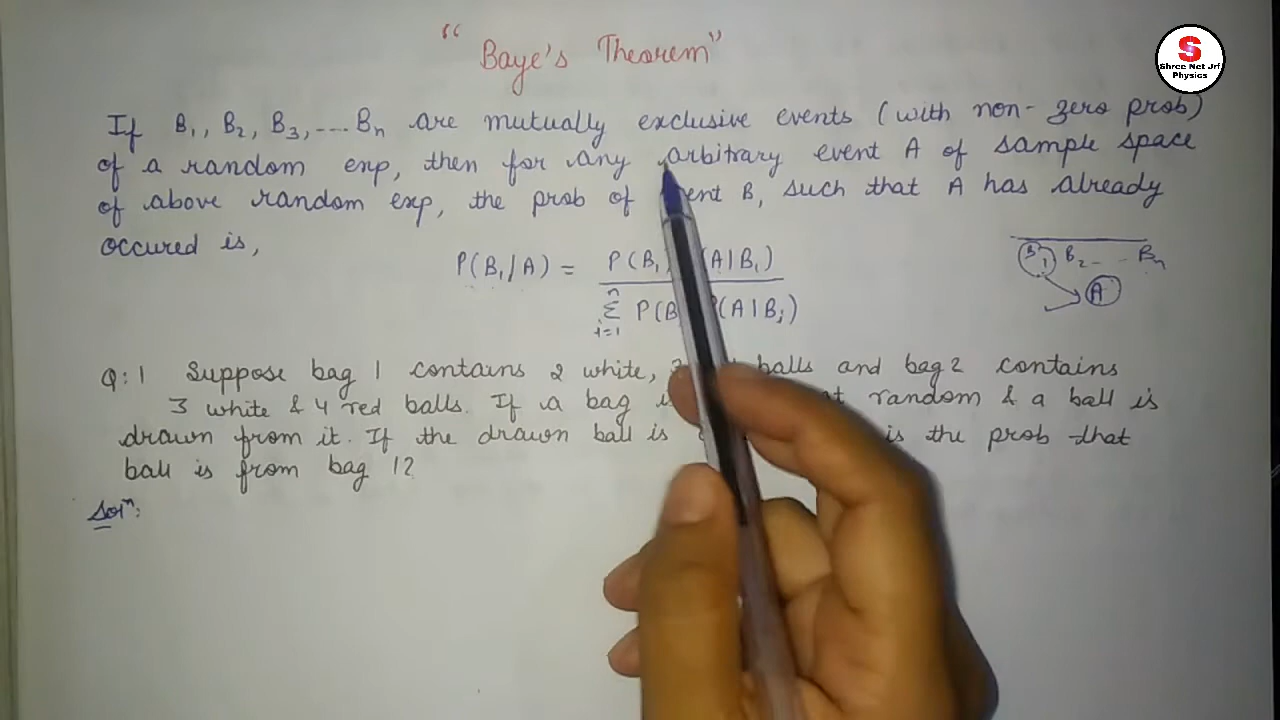 “ Baye's Theorem”
S
Shree Net Jrf
Physics
If B₁, B₂, B₃, .... Bn are mutually exclusive events (with non-zero prob)
of a random exp, then for any arbitrary event A of sample space
of above random exp, the prob of B, such that A has already
occured is,
P(B₁/A) = P(B₁) (A|B₁)
n Σ i=1 P(B (A|Bi)
B₁ B₂ - - Bn
A
Q:1 Suppose bag 1 contains 2 white, balls and bag 2 contains
3 white & 4 red balls. If a bag random & a ball is
drawn from it. If the drawn ball is is the prob that
ball is from bag 1?
Solⁿ: